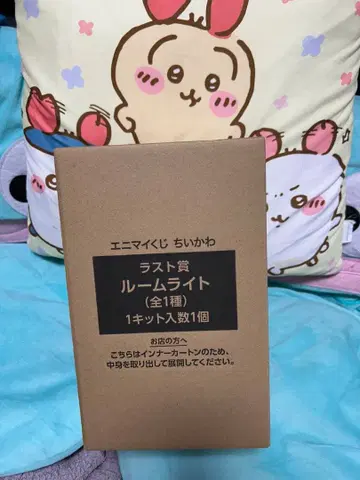 エニマイくじ ちいかわ
ラスト賞
ルームライト
(全1種)
1キット入数1個
お店の方へ
こちらはインナーカートンのため、
中身を取り出して展開してください。